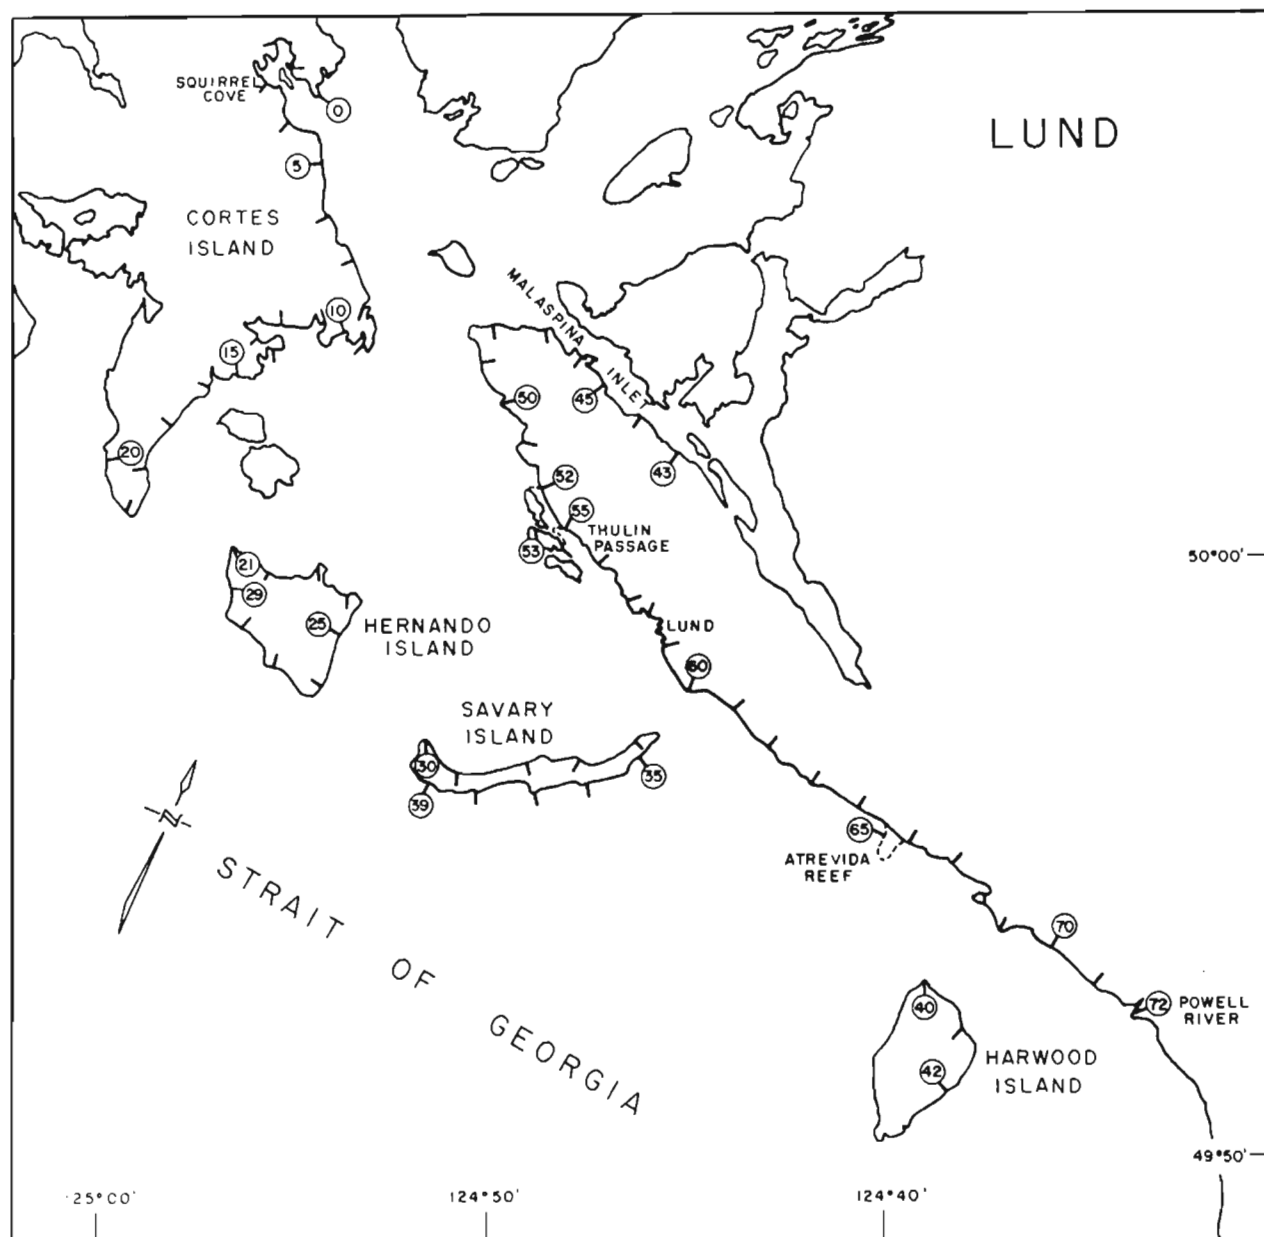 LUND
SQUIRREL
COVE
0
5
CORTES
ISLAND
10
15
20
MALASPINA
INLET
50
45
43
52
55
THULIN
PASSAGE
53
50°00'
21
29
25
HERNANDO
ISLAND
LUND
60
SAVARY
ISLAND
30
35
39
N
65
ATREVIDA
REEF
STRAIT
OF
GEORGIA
70
72
POWELL
RIVER
40
42
HARWOOD
ISLAND
49°50'
25°00'
124°50'
124°40'